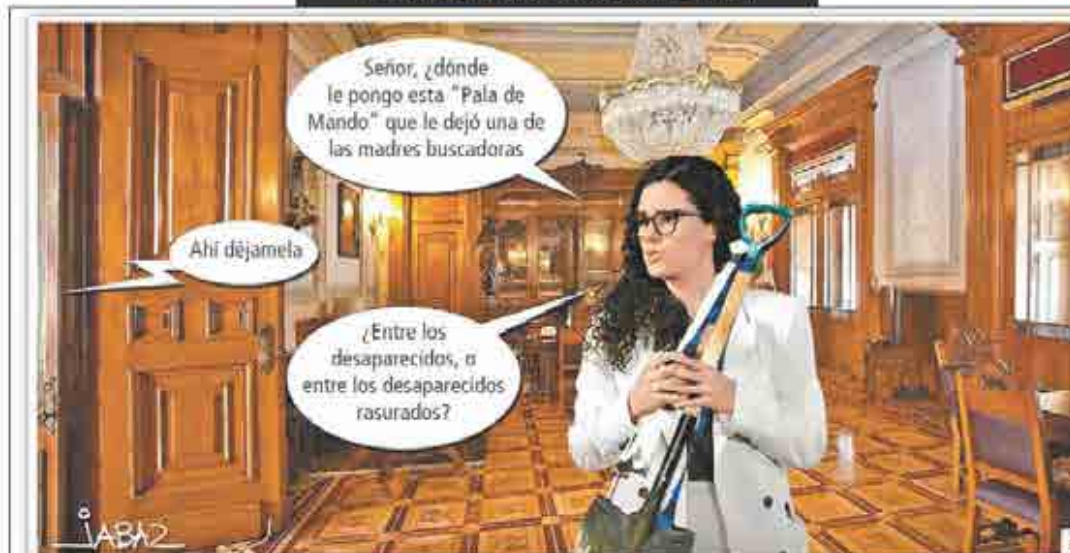 Señor, ¿dónde
le pongo esta "Pala de
Mando" que le dejó una de
las madres buscadoras
Ahí déjamela
¿Entre los
desaparecidos, o
entre los desaparecidos
rasurados?